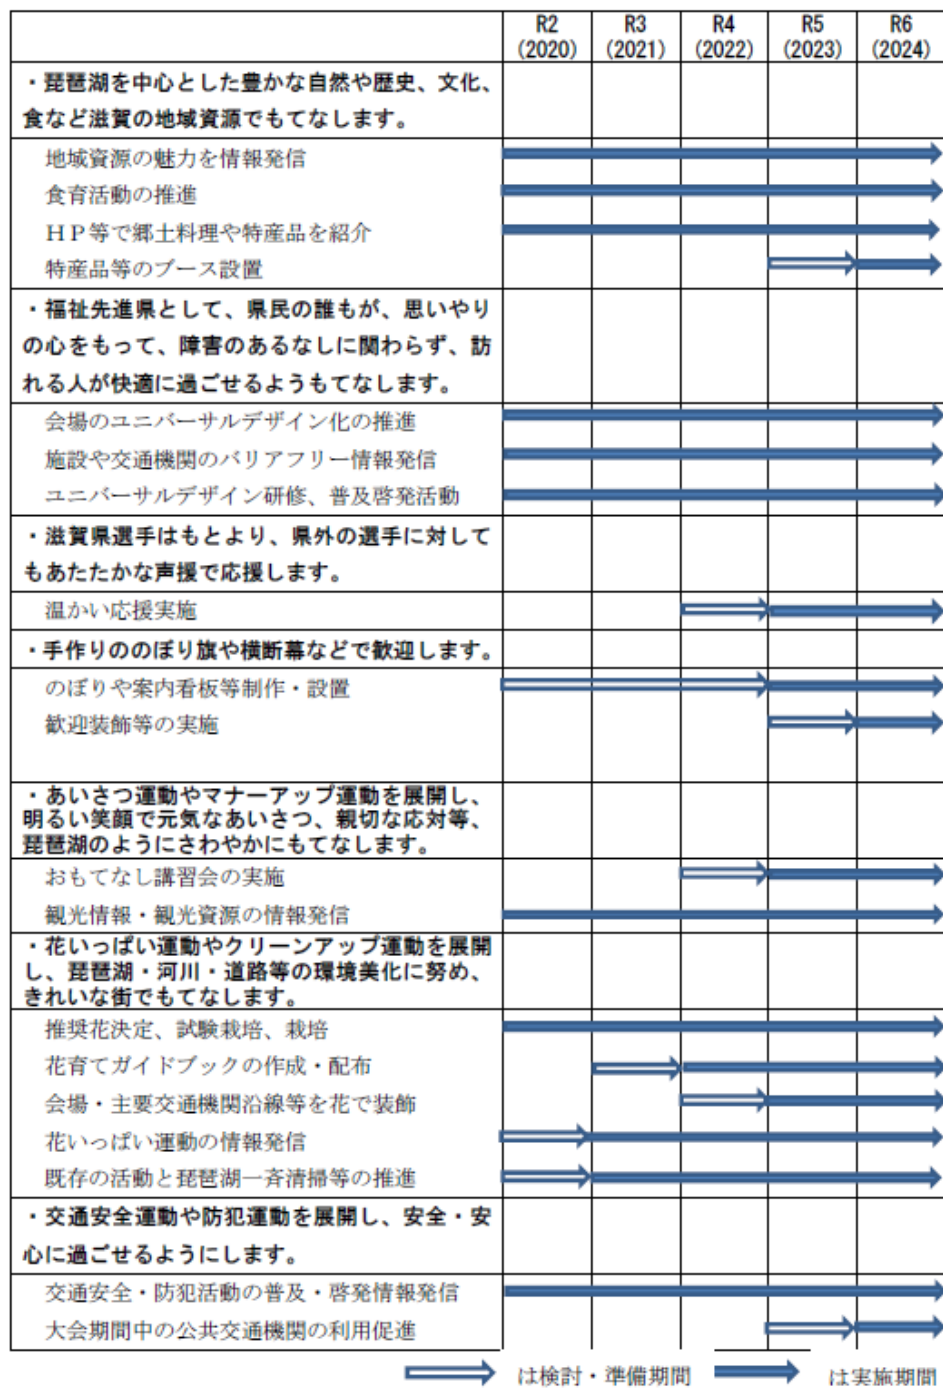 R2 R3 R4 R5 R6
(2020) (2021) (2022) (2023) (2024)
・琵琶湖を中心とした豊かな自然や歴史、文化、
食など滋賀の地域資源でもてなします。
地域資源の魅力を情報発信
食育活動の推進
ＨＰ等で郷土料理や特産品を紹介
特産品等のブース設置
・福祉先進県として、県民の誰もが、思いやり
の心をもって、障害のあるなしに関わらず、訪
れる人が快適に過ごせるようもてなします。
会場のユニバーサルデザイン化の推進
施設や交通機関のバリアフリー情報発信
ユニバーサルデザイン研修、普及啓発活動
・滋賀県選手はもとより、県外の選手に対して
もあたたかな声援で応援します。
温かい応援実施
・手作りののぼり旗や横断幕などで歓迎します。
のぼりや案内看板等制作・設置
歓迎装飾等の実施
・あいさつ運動やマナーアップ運動を展開し、
明るい笑顔で元気なあいさつ、親切な応対等、
琵琶湖のようにさわやかにもてなします。
おもてなし講習会の実施
観光情報・観光資源の情報発信
・花いっぱい運動やクリーンアップ運動を展開
し、琵琶湖・河川・道路等の環境美化に努め、
きれいな街でもてなします。
推奨花決定、試験栽培、栽培
花育てガイドブックの作成・配布
会場・主要交通機関沿線等を花で装飾
花いっぱい運動の情報発信
既存の活動と琵琶湖一斉清掃等の推進
・交通安全運動や防犯運動を展開し、安全・安
心に過ごせるようにします。
交通安全・防犯活動の普及・啓発情報発信
大会期間中の公共交通機関の利用促進
は検討・準備期間 は実施期間